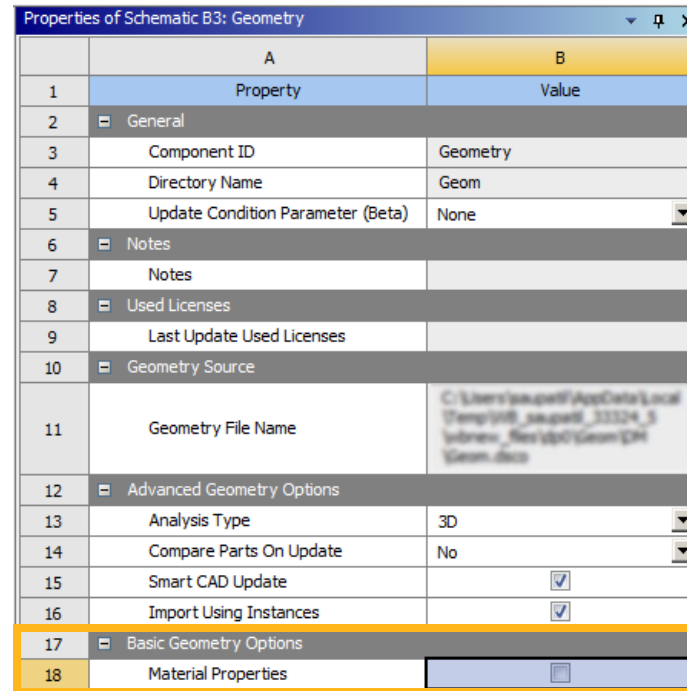 Properties of Schematic B3: Geometry
A B
1 Property Value
2 General
3 Component ID Geometry
4 Directory Name Geom
5 Update Condition Parameter (Beta) None
6 Notes
7 Notes
8 Used Licenses
9 Last Update Used Licenses
10 Geometry Source
11 Geometry File Name
12 Advanced Geometry Options
13 Analysis Type 3D
14 Compare Parts On Update No
15 Smart CAD Update
16 Import Using Instances
17 Basic Geometry Options
18 Material Properties